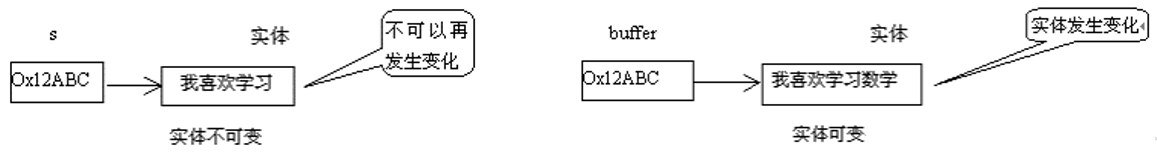 s
实体
不可以再
发生变化
Ox12ABC
我喜欢学习
实体不可变
buffer
实体
实体发生变化
Ox12ABC
我喜欢学习数学
实体可变